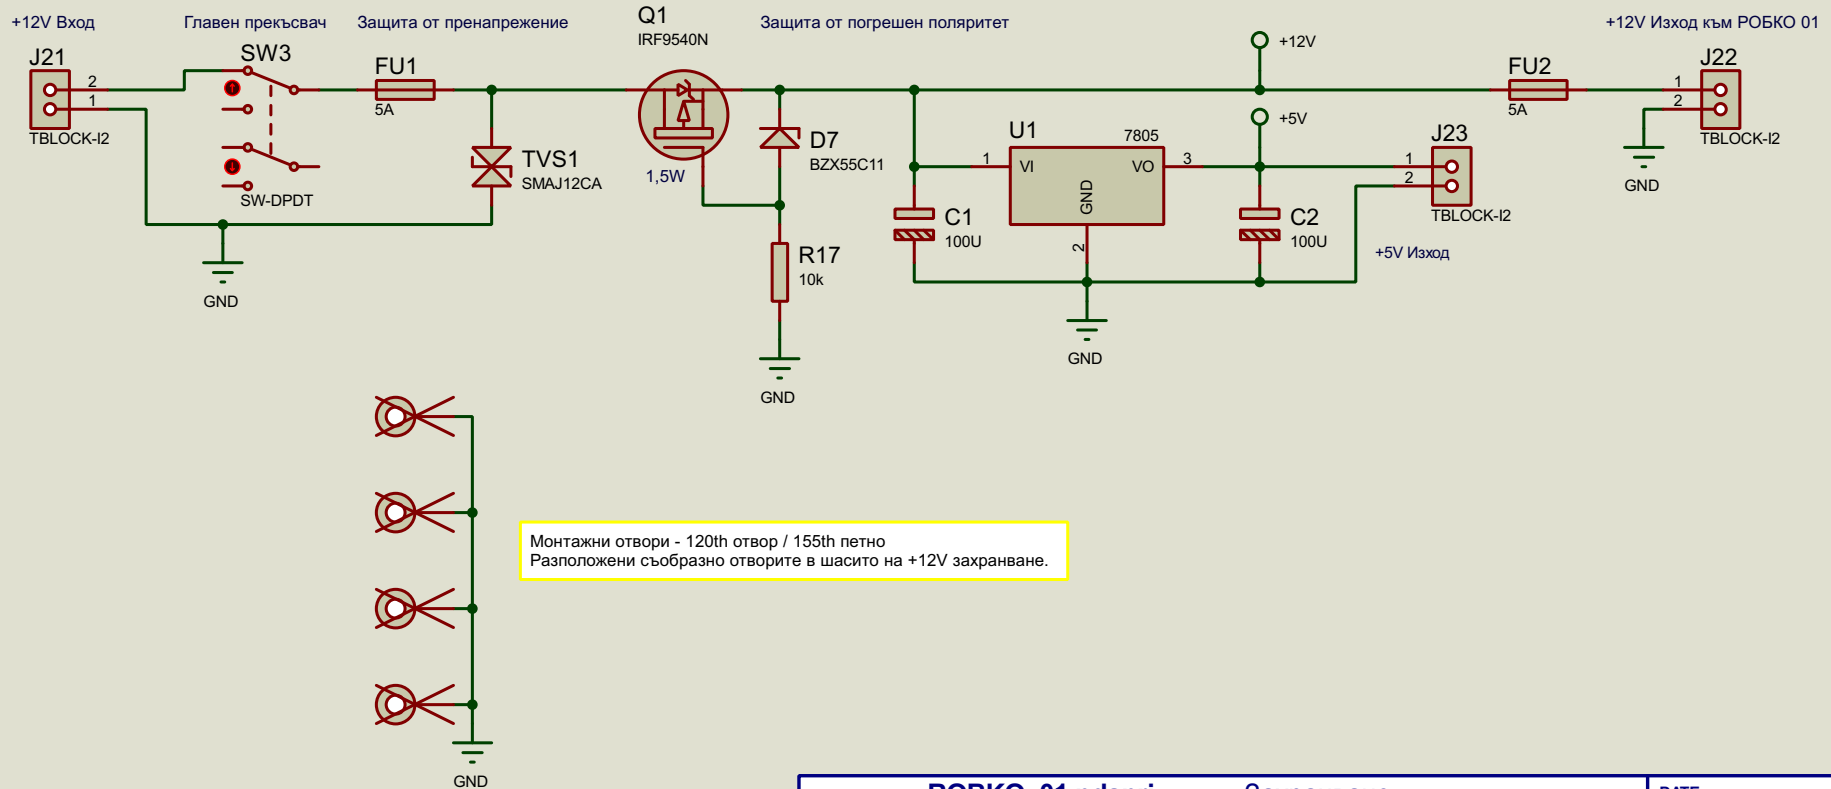 +12V Вход
Главен прекъсвач
Защита от пренапрежение
Q1
IRF9540N
Защита от погрешен поляритет
+12V Изход към РОБКО 01
J21
2
1
TBLOCK-I2
SW3
SW-DPDT
FU1
5A
TVS1
SMAJ12CA
1,5W
D7
BZX55C11
R17
10k
+12V
+5V
U1
7805
1
VI
VO
3
GND
2
C1
100U
C2
100U
J23
1
2
TBLOCK-I2
+5V Изход
FU2
5A
J22
1
2
TBLOCK-I2
GND
GND
GND
GND
Монтажни отвори - 120th отвор / 155th петно
Разположени съобразно отворите в шасито на +12V захранване.
GND